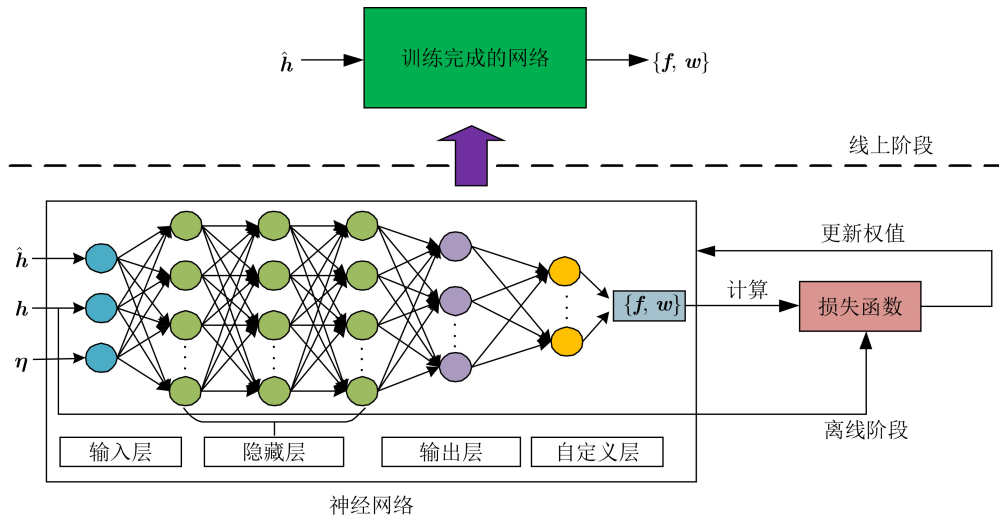 ĥ
训练完成的网络
{f, w}
线上阶段
ĥ
h
η
{f, w}
计算
损失函数
更新权值
离线阶段
输入层
隐藏层
输出层
自定义层
神经网络